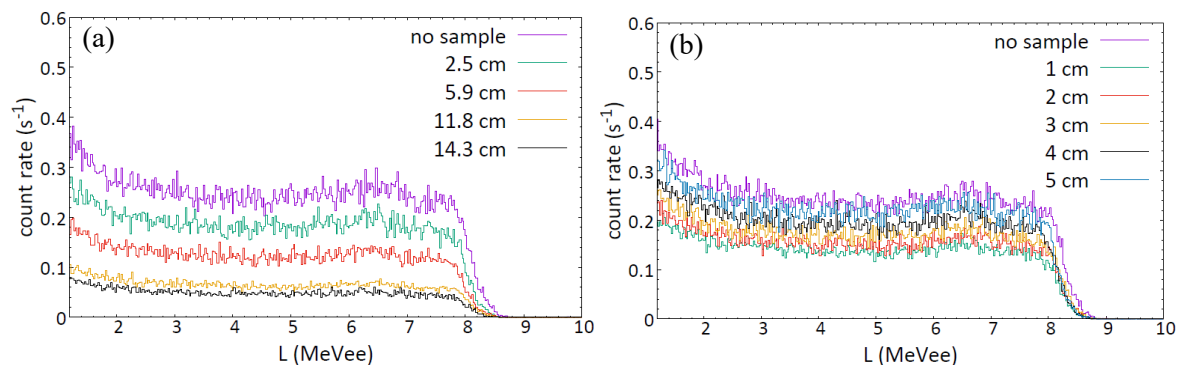 (a)
no sample
2.5 cm
5.9 cm
11.8 cm
14.3 cm
count rate (s⁻¹)
0.6
0.5
0.4
0.3
0.2
0.1
0
2 3 4 5 6 7 8 9 10
L (MeVee)
(b)
no sample
1 cm
2 cm
3 cm
4 cm
5 cm
count rate (s⁻¹)
0.6
0.5
0.4
0.3
0.2
0.1
0
2 3 4 5 6 7 8 9 10
L (MeVee)